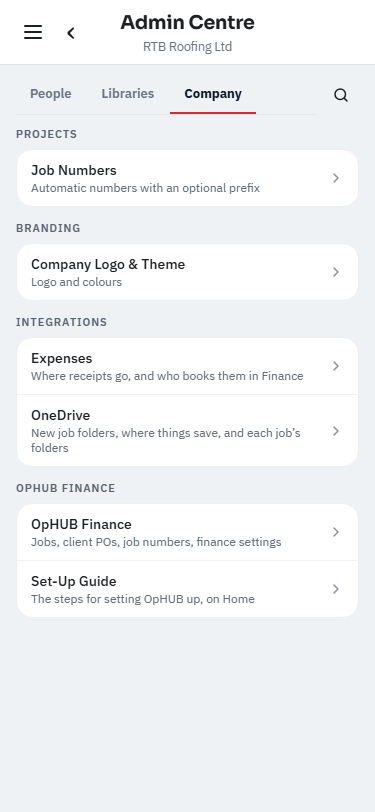 Admin Centre
RTB Roofing Ltd
People
Libraries
Company
PROJECTS
Job Numbers
Automatic numbers with an optional prefix
BRANDING
Company Logo & Theme
Logo and colours
INTEGRATIONS
Expenses
Where receipts go, and who books them in Finance
OneDrive
New job folders, where things save, and each job’s
folders
OPHUB FINANCE
OpHUB Finance
Jobs, client POs, job numbers, finance settings
Set-Up Guide
The steps for setting OpHUB up, on Home